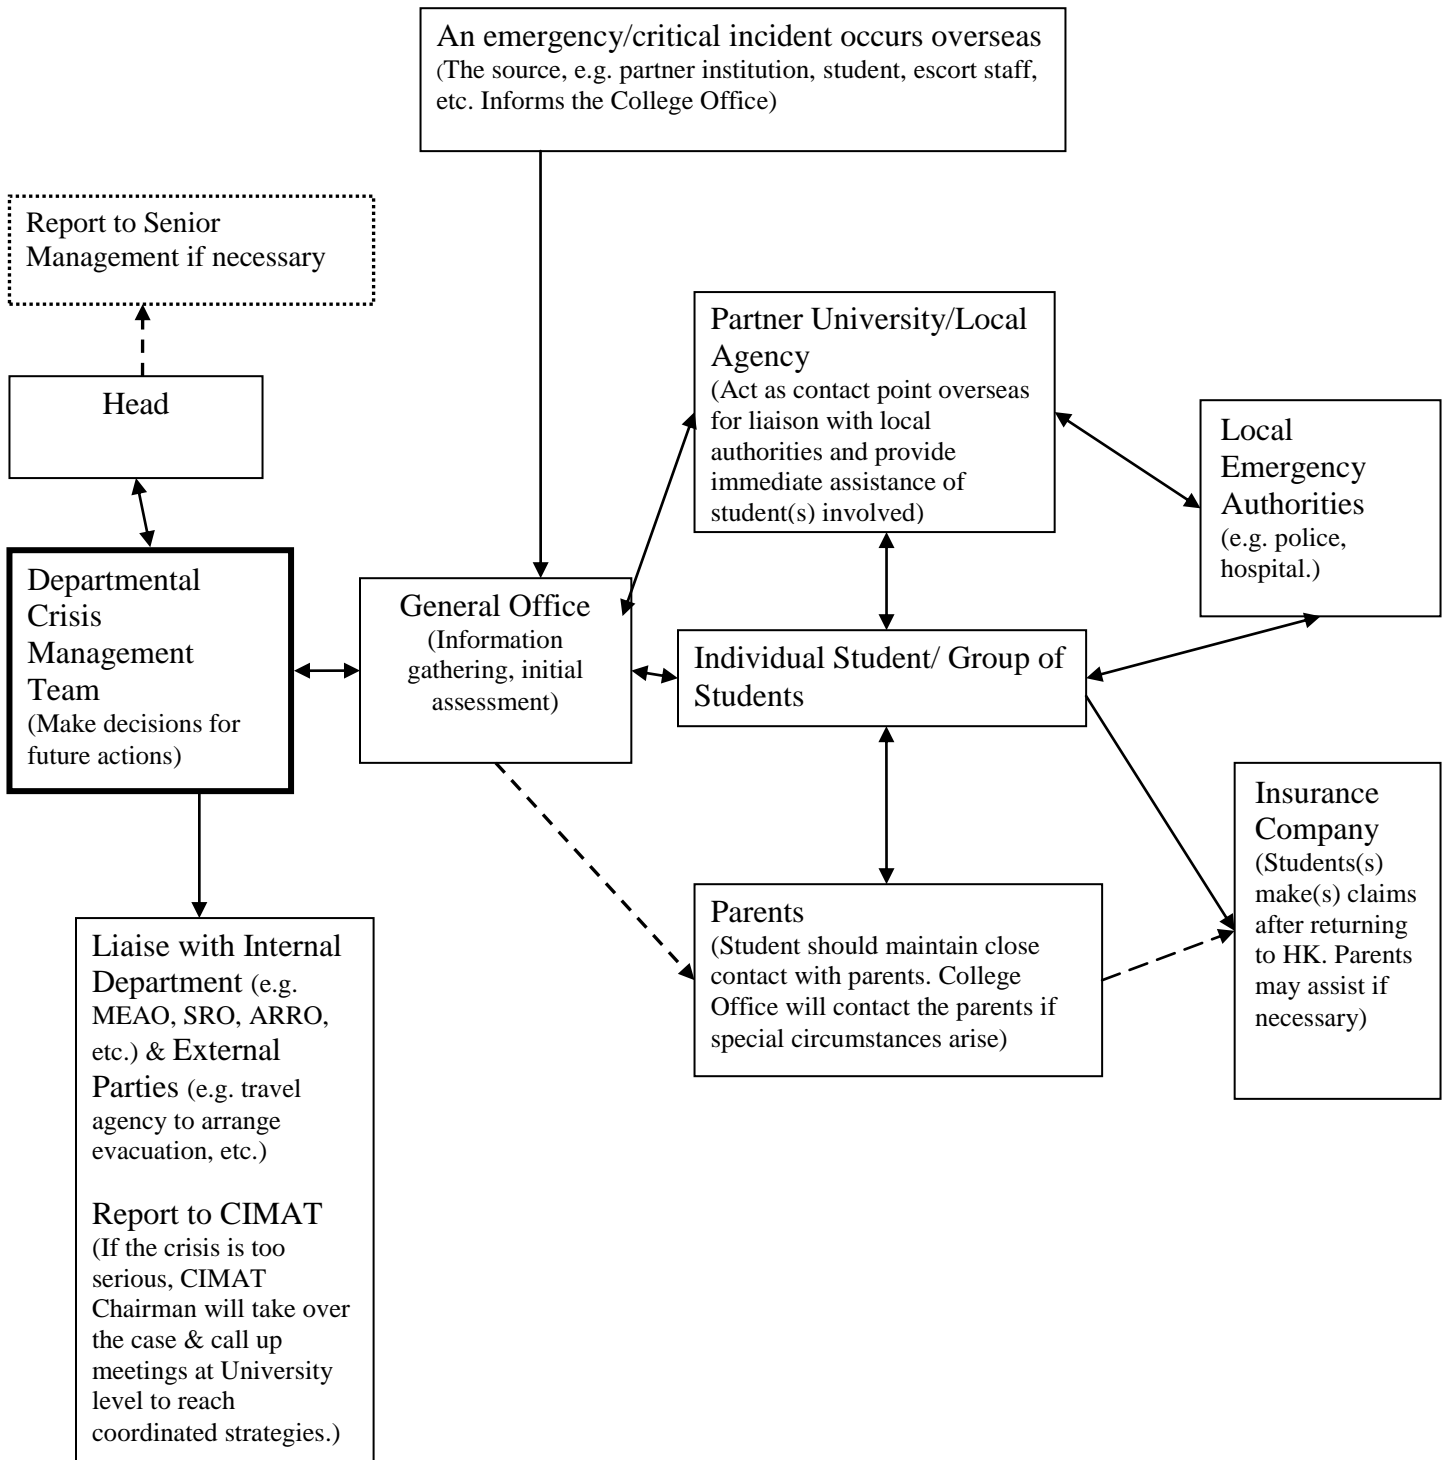 An emergency/critical incident occurs overseas
(The source, e.g. partner institution, student, escort staff,
etc. Informs the College Office)
Report to Senior
Management if necessary
Head
Partner University/Local
Agency
(Act as contact point overseas
for liaison with local
authorities and provide
immediate assistance of
student(s) involved)
Local
Emergency
Authorities
(e.g. police,
hospital.)
Departmental
Crisis
Management
Team
(Make decisions for
future actions)
General Office
(Information
gathering, initial
assessment)
Individual Student/ Group of
Students
Insurance
Company
(Students(s)
make(s) claims
after returning
to HK. Parents
may assist if
necessary)
Parents
(Student should maintain close
contact with parents. College
Office will contact the parents if
special circumstances arise)
Liaise with Internal
Department (e.g.
MEAO, SRO, ARRO,
etc.) & External
Parties (e.g. travel
agency to arrange
evacuation, etc.)
Report to CIMAT
(If the crisis is too
serious, CIMAT
Chairman will take over
the case & call up
meetings at University
level to reach
coordinated strategies.)